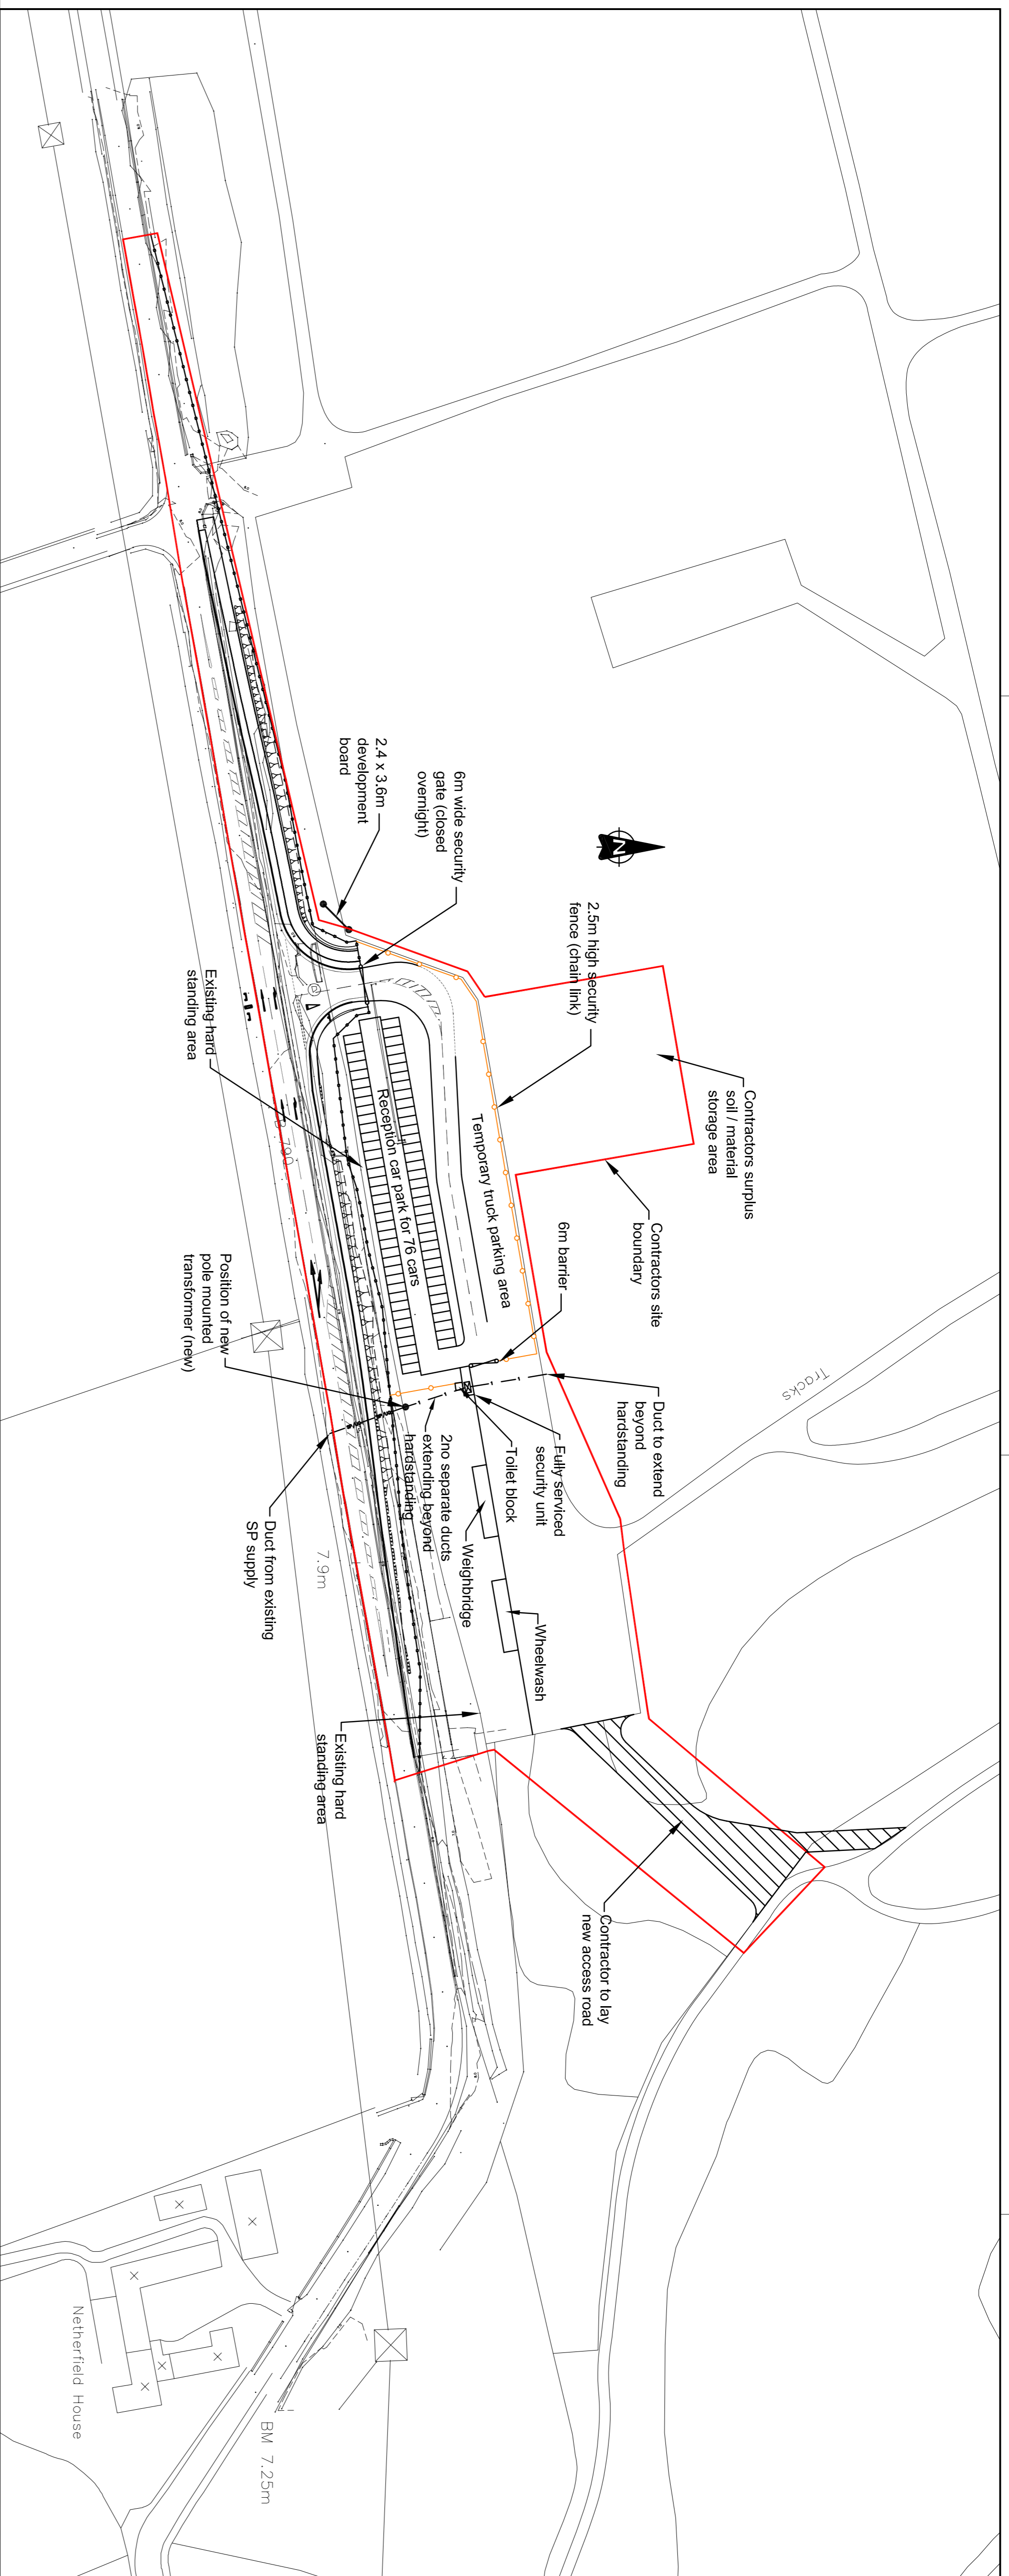 Contractors surplus
soil / material
storage area
2.5m high security
fence (chain link)
N
6m wide security
gate (closed
overnight)
2.4 x 3.6m
development
board
Contractors site
boundary
Temporary truck parking area
6m barrier
Reception car park for 76 cars
Existing hard
standing area
Tracks
Duct to extend
beyond
hardstanding
Fully serviced
security unit
Toilet block
2no separate ducts
extending beyond
hardstanding
Weighbridge
Wheelwash
Position of new
pole mounted
transformer (new)
Duct from existing
SP supply
7.9m
Existing hard
standing area
Contractor to lay
new access road
Netherfield House
BM 7.25m